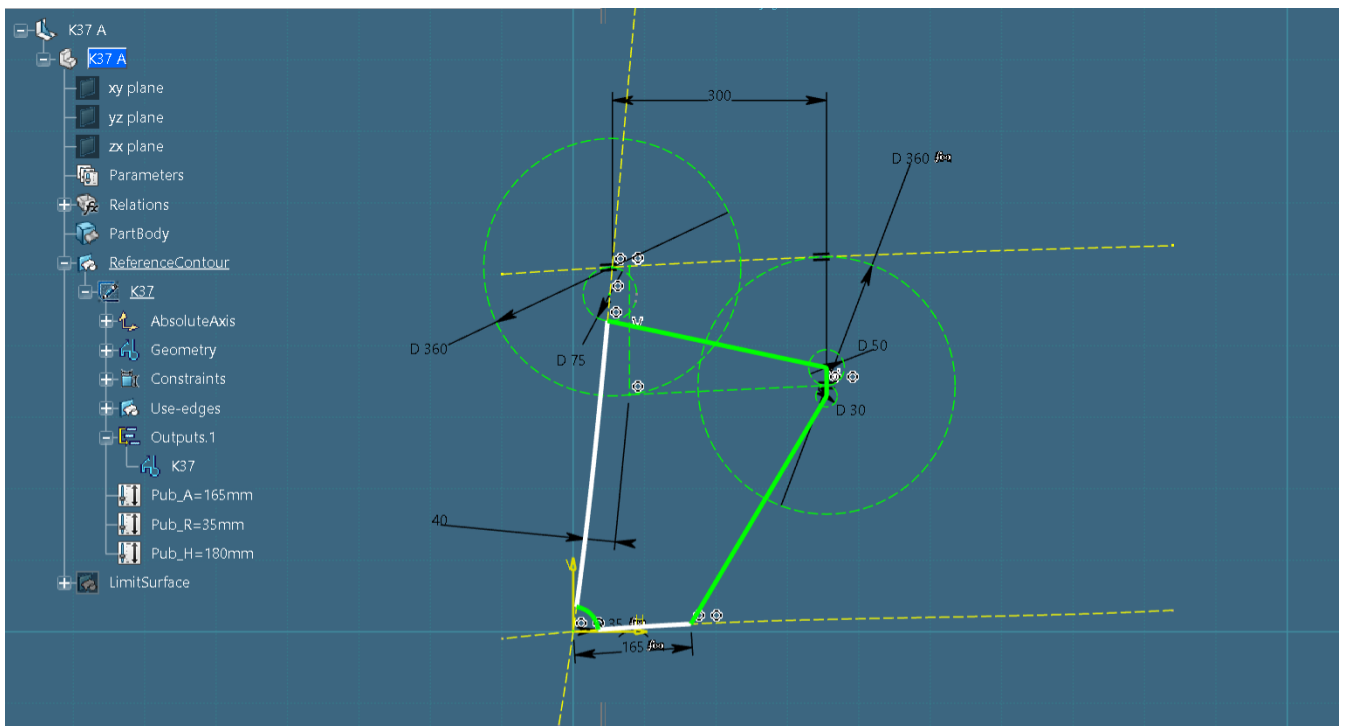 K37 A
K37 A
xy plane
yz plane
zx plane
Parameters
Relations
PartBody
ReferenceContour
K37
AbsoluteAxis
Geometry
Constraints
Use-edges
Outputs.1
K37
Pub_A=165mm
Pub_R=35mm
Pub_H=180mm
LimitSurface
300
D 360
D 360
D 75
D 50
D 30
40
35
165
V
H
V